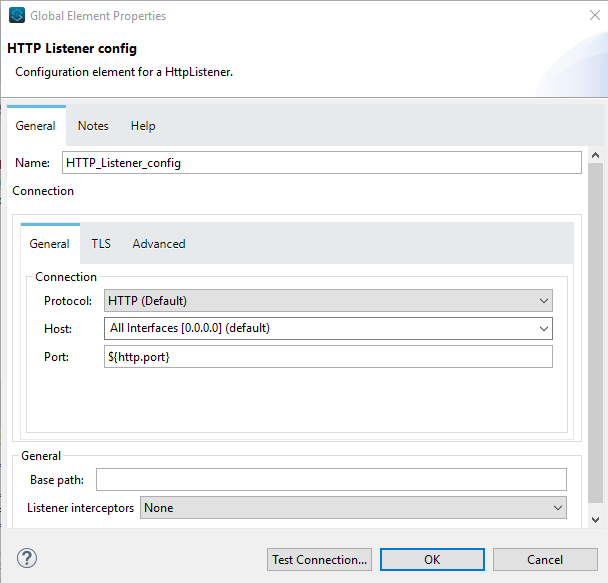 Global Element Properties
HTTP Listener config
Configuration element for a HttpListener.
General Notes Help
Name: HTTP_Listener_config
Connection
General TLS Advanced
Connection
Protocol: HTTP (Default)
Host: All Interfaces [0.0.0.0] (default)
Port: ${http.port}
General
Base path:
Listener interceptors None
? Test Connection... OK Cancel